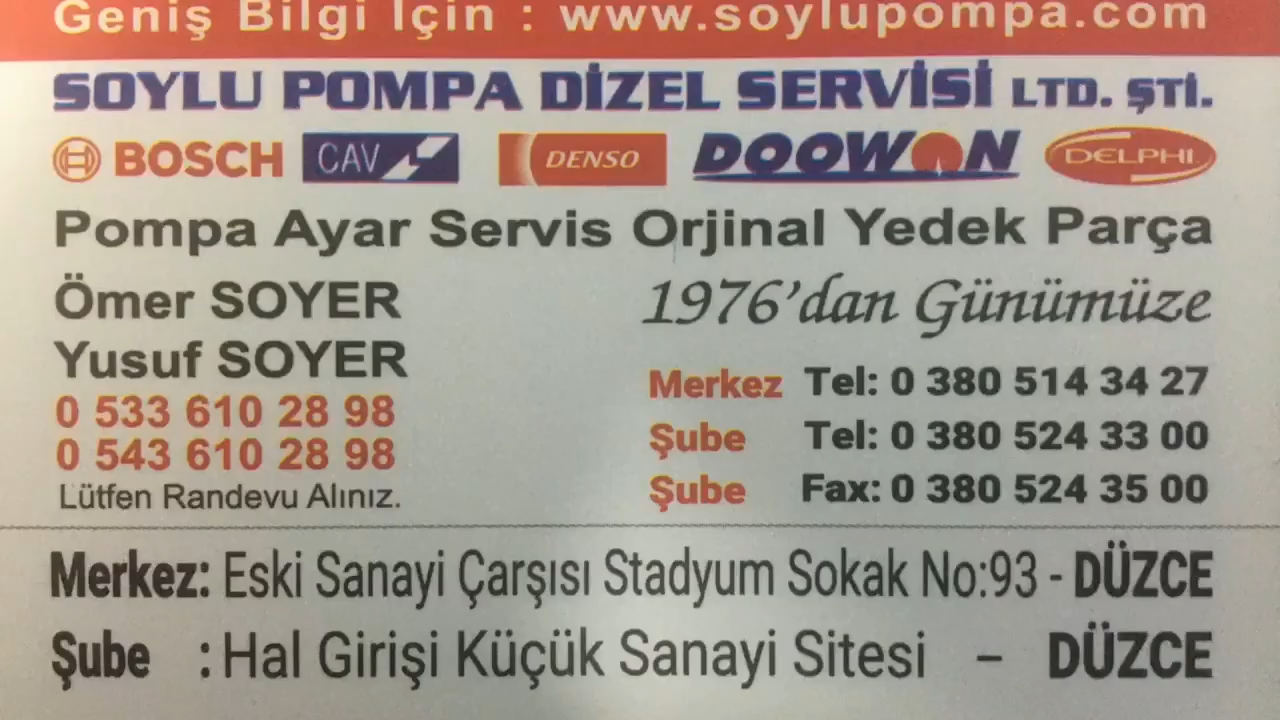 Geniş Bilgi İçin : www.soylupompa.com
SOYLU POMPA DİZEL SERVİSİ LTD. ŞTİ.
BOSCH CAV DENSO DOOWON DELPHI
Pompa Ayar Servis Orjinal Yedek Parça
Ömer SOYER
Yusuf SOYER
0 533 610 28 98
0 543 610 28 98
Lütfen Randevu Alınız.
1976'dan Günümüze
Merkez Tel: 0 380 514 34 27
Şube Tel: 0 380 524 33 00
Şube Fax: 0 380 524 35 00
Merkez: Eski Sanayi Çarşısı Stadyum Sokak No:93 - DÜZCE
Şube : Hal Girişi Küçük Sanayi Sitesi – DÜZCE